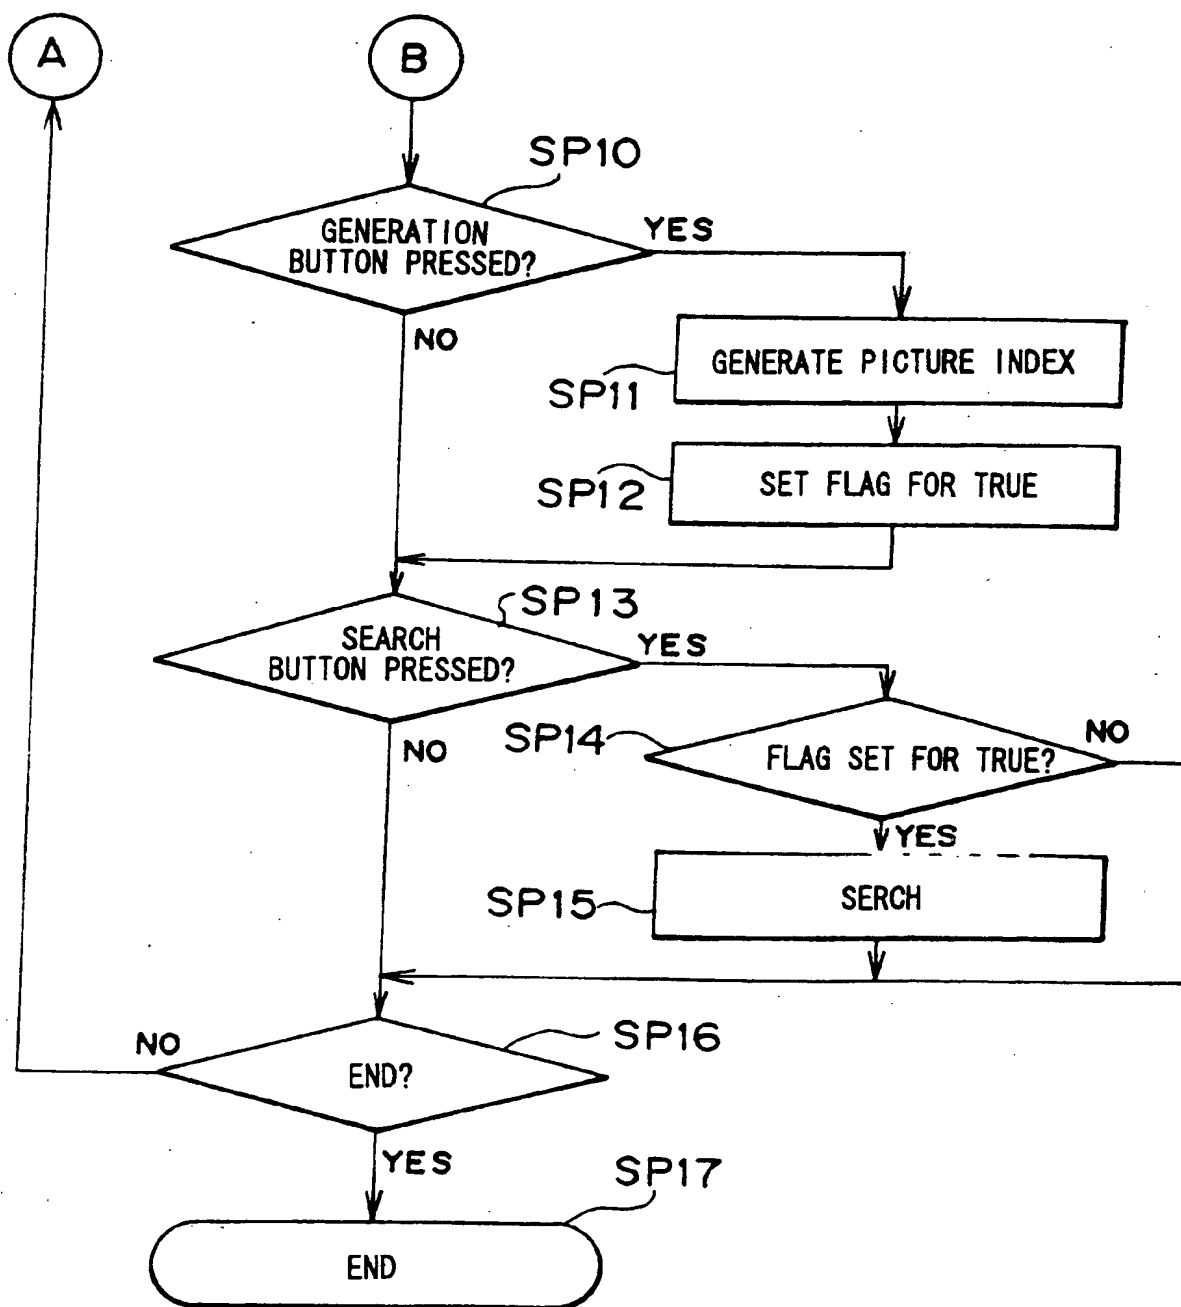 A
B
SP10
GENERATION
BUTTON PRESSED?
YES
NO
GENERATE PICTURE INDEX
SP11
SET FLAG FOR TRUE
SP12
SP13
SEARCH
BUTTON PRESSED?
YES
NO
SP14
FLAG SET FOR TRUE?
NO
YES
SP15
SERCH
SP16
NO
END?
YES
SP17
END